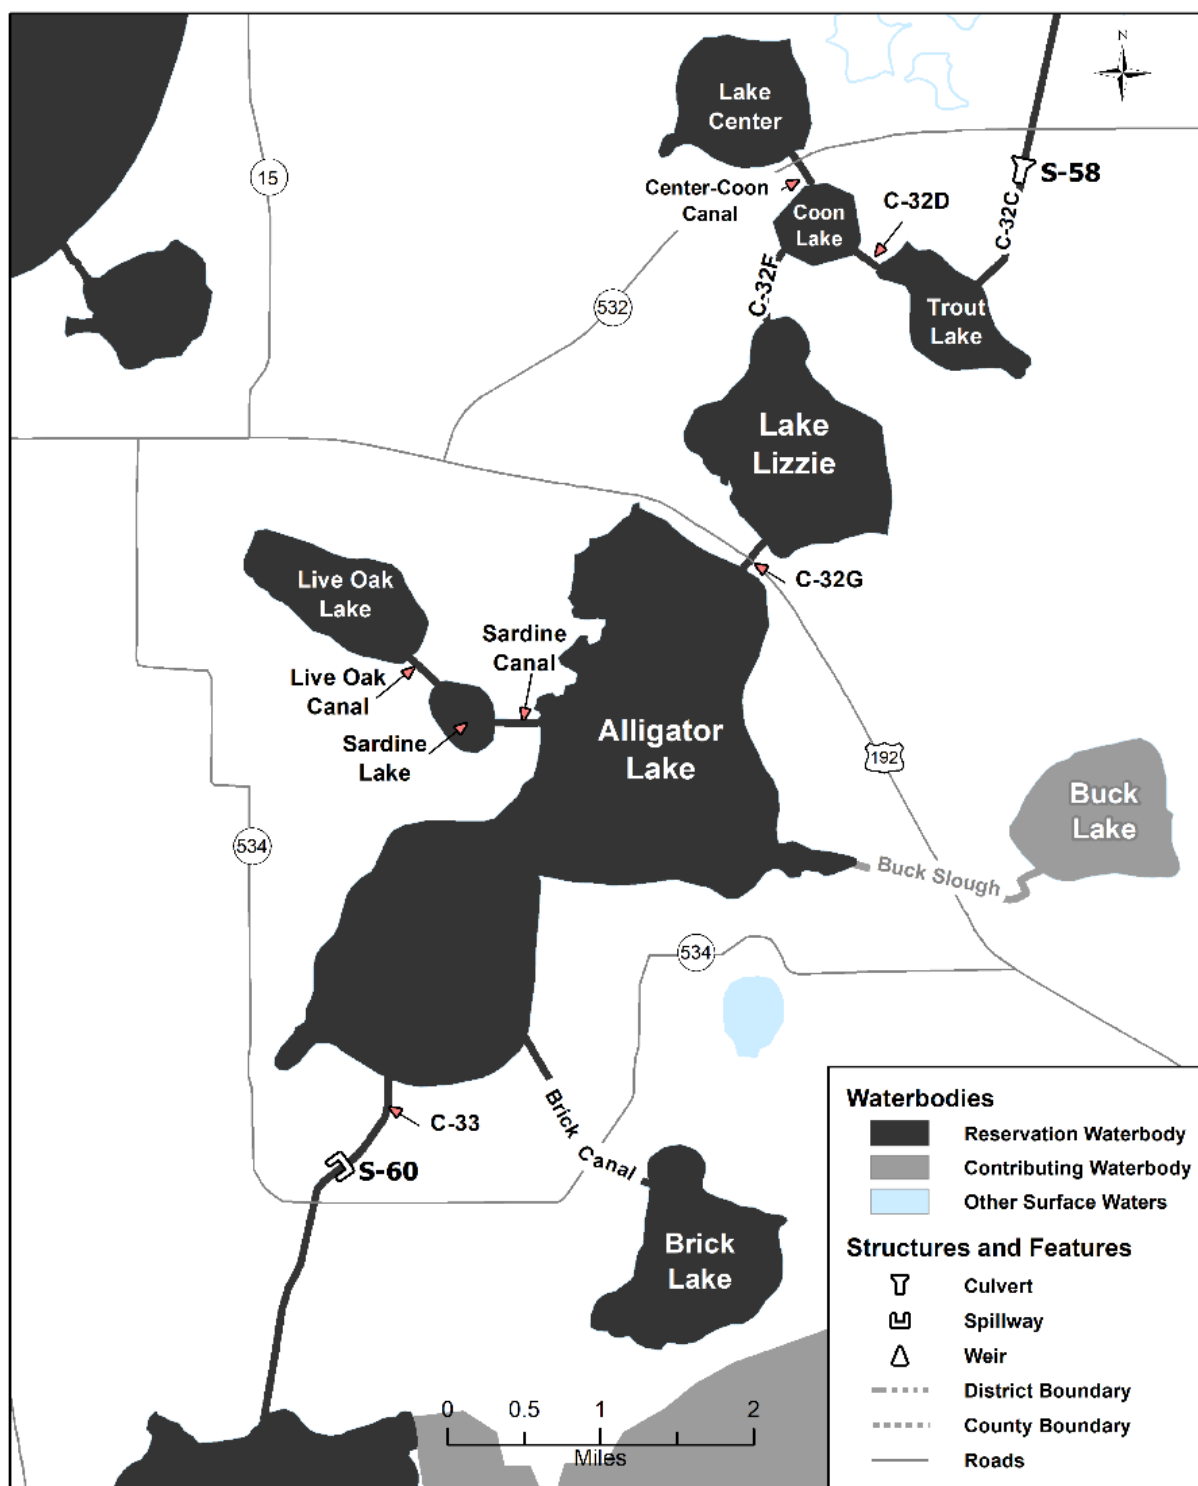 N
Lake
Center
S-58
15
Center-Coon
Canal
C-32D
C-32C
Coon
Lake
C-32F
532
Trout
Lake
Lake
Lizzie
Live Oak
Lake
C-32G
Sardine
Canal
Live Oak
Canal
Sardine
Lake
Alligator
Lake
192
Buck
Lake
534
Buck Slough
534
Brick Canal
C-33
S-60
Brick
Lake
Waterbodies
Reservation Waterbody
Contributing Waterbody
Other Surface Waters
Structures and Features
Culvert
Spillway
Weir
District Boundary
County Boundary
Roads
0 0.5 1 2
Miles